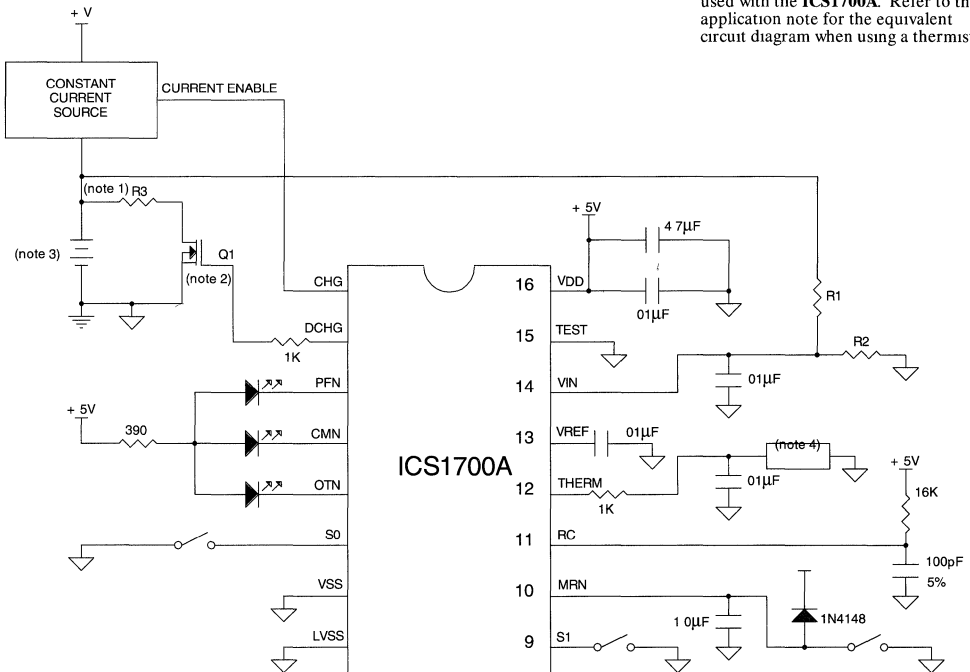 used with the ICS1700A. Refer to th
application note for the equivalent
circuit diagram when using a thermis
+ V
CONSTANT
CURRENT
SOURCE
CURRENT ENABLE
(note 1) R3
(note 3)
Q1
(note 2)
+ 5V
4 7µF
01µF
R1
R2
CHG
DCHG
1K
PFN
CMN
OTN
+ 5V
390
S0
VSS
LVSS
ICS1700A
16 VDD
15 TEST
14 VIN
01µF
13 VREF
01µF
(note 4)
12 THERM
1K
01µF
+ 5V
16K
11 RC
100pF
5%
10 MRN
1 0µF
1N4148
9 S1